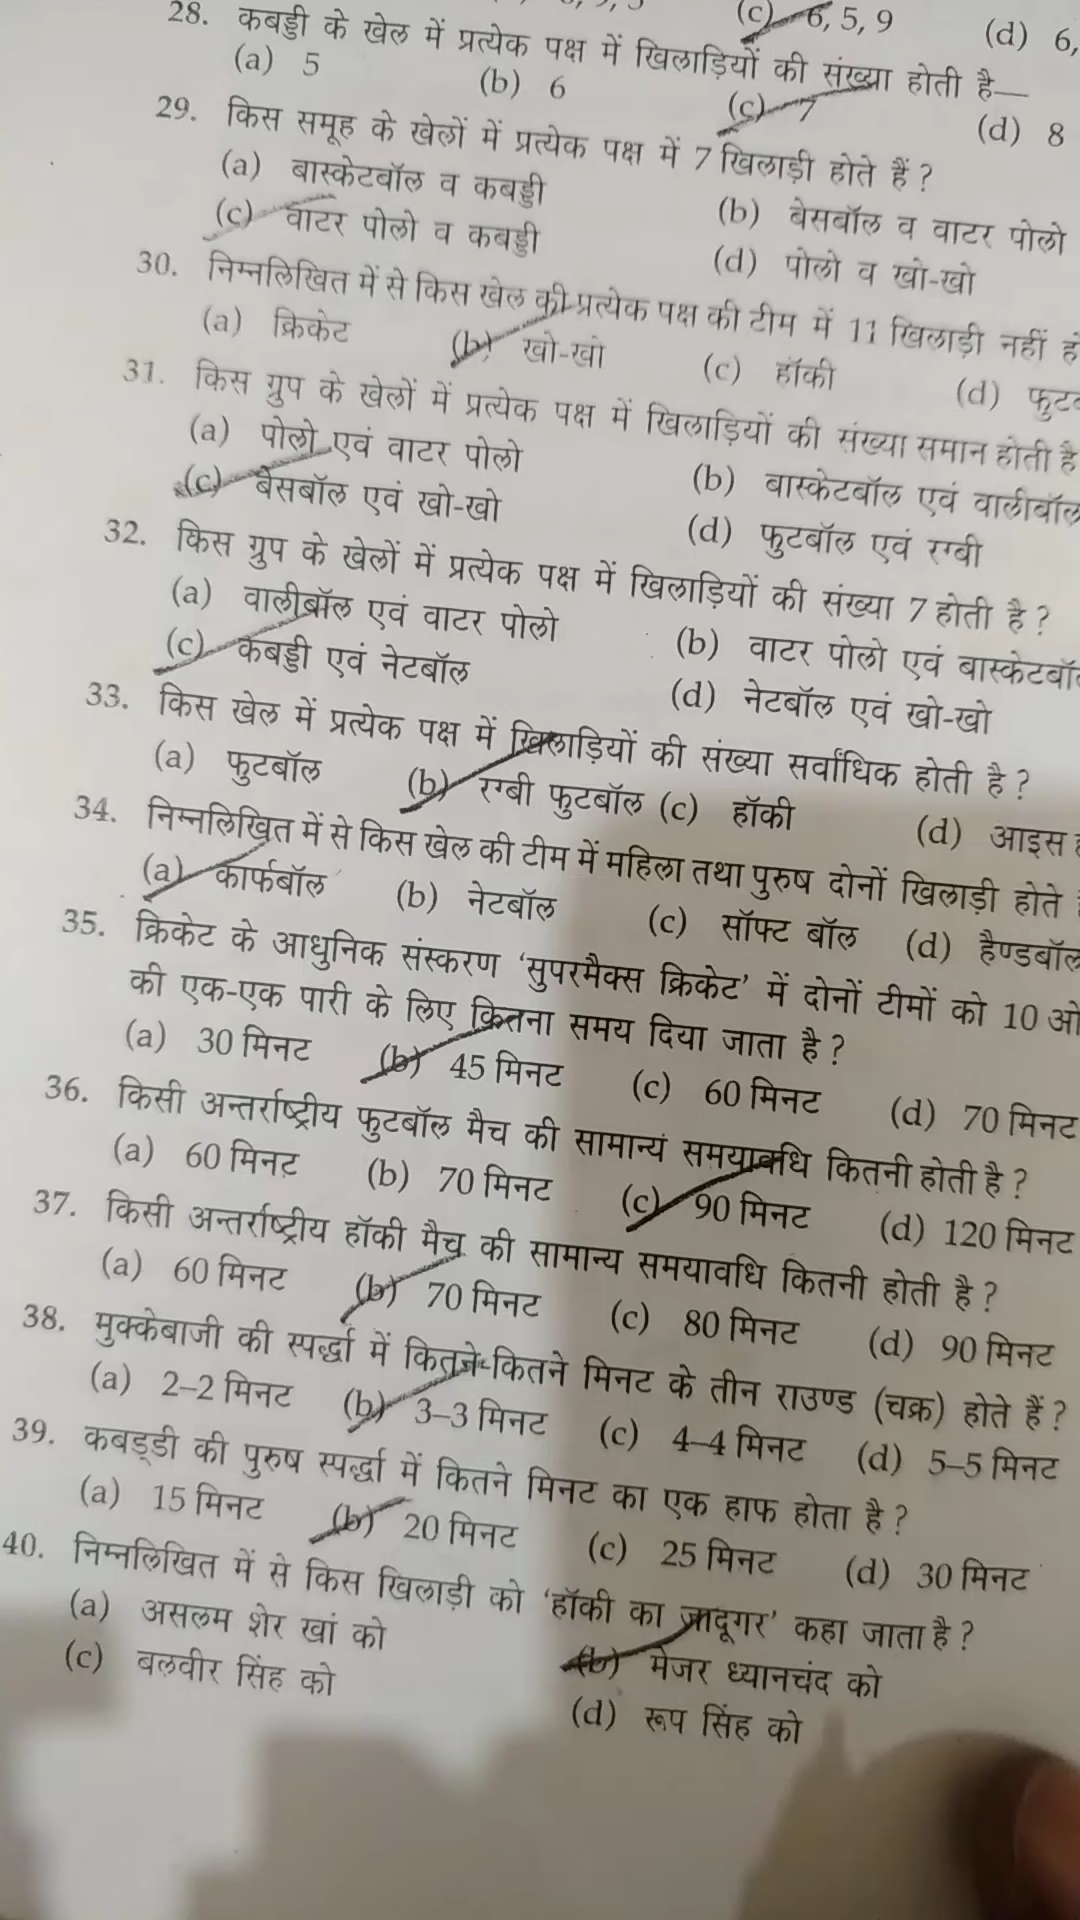 (c) 6, 5, 9 (d) 6,
28. कबड्डी के खेल में प्रत्येक पक्ष में खिलाड़ियों की संख्या होती है—
(a) 5 (b) 6 (c) 7 (d) 8
29. किस समूह के खेलों में प्रत्येक पक्ष में 7 खिलाड़ी होते हैं ?
(a) बास्केटबॉल व कबड्डी (b) बेसबॉल व वाटर पोलो
(c) वाटर पोलो व कबड्डी (d) पोलो व खो-खो
30. निम्नलिखित में से किस खेल की प्रत्येक पक्ष की टीम में 11 खिलाड़ी नहीं
(a) क्रिकेट (b) खो-खो (c) हॉकी (d)
31. किस ग्रुप के खेलों में प्रत्येक पक्ष में खिलाड़ियों की संख्या समान होती है
(a) पोलो एवं वाटर पोलो (b) बास्केटबॉल एवं वालीबॉल
(c) बेसबॉल एवं खो-खो (d) फुटबॉल एवं रग्बी
32. किस ग्रुप के खेलों में प्रत्येक पक्ष में खिलाड़ियों की संख्या 7 होती है ?
(a) वालीबॉल एवं वाटर पोलो (b) वाटर पोलो एवं
(c) कबड्डी एवं नेटबॉल (d) नेटबॉल एवं खो-खो
33. किस खेल में प्रत्येक पक्ष में खिलाड़ियों की संख्या सर्वाधिक होती है ?
(a) फुटबॉल (b) रग्बी फुटबॉल (c) हॉकी (d) आइस
34. निम्नलिखित में से किस खेल की टीम में महिला तथा पुरुष दोनों खिलाड़ी होते
(a) कार्फबॉल (b) नेटबॉल (c) सॉफ्ट बॉल (d) हैण्डबॉल
35. क्रिकेट के आधुनिक संस्करण ‘सुपरमैक्स क्रिकेट’ में दोनों टीमों को 10
की एक-एक पारी के लिए कितना समय दिया जाता है ?
(a) 30 मिनट (b) 45 मिनट (c) 60 मिनट (d) 70 मिनट
36. किसी अन्तर्राष्ट्रीय फुटबॉल मैच की सामान्य समयावधि कितनी होती है ?
(a) 60 मिनट (b) 70 मिनट (c) 90 मिनट (d) 120 मिनट
37. किसी अन्तर्राष्ट्रीय हॉकी मैच की सामान्य समयावधि कितनी होती है ?
(a) 60 मिनट (b) 70 मिनट (c) 80 मिनट (d) 90 मिनट
38. मुक्केबाजी की स्पर्द्धा में कितने-कितने मिनट के तीन राउण्ड (चक्र) होते हैं ?
(a) 2–2 मिनट (b) 3–3 मिनट (c) 4–4 मिनट (d) 5–5 मिनट
39. कबड्डी की पुरुष स्पर्द्धा में कितने मिनट का एक हाफ होता है ?
(a) 15 मिनट (b) 20 मिनट (c) 25 मिनट (d) 30 मिनट
40. निम्नलिखित में से किस खिलाड़ी को ‘हॉकी का जादूगर’ कहा जाता है ?
(a) असलम शेर खां को (b) मेजर ध्यानचंद को
(c) बलवीर सिंह को (d) रूप सिंह को